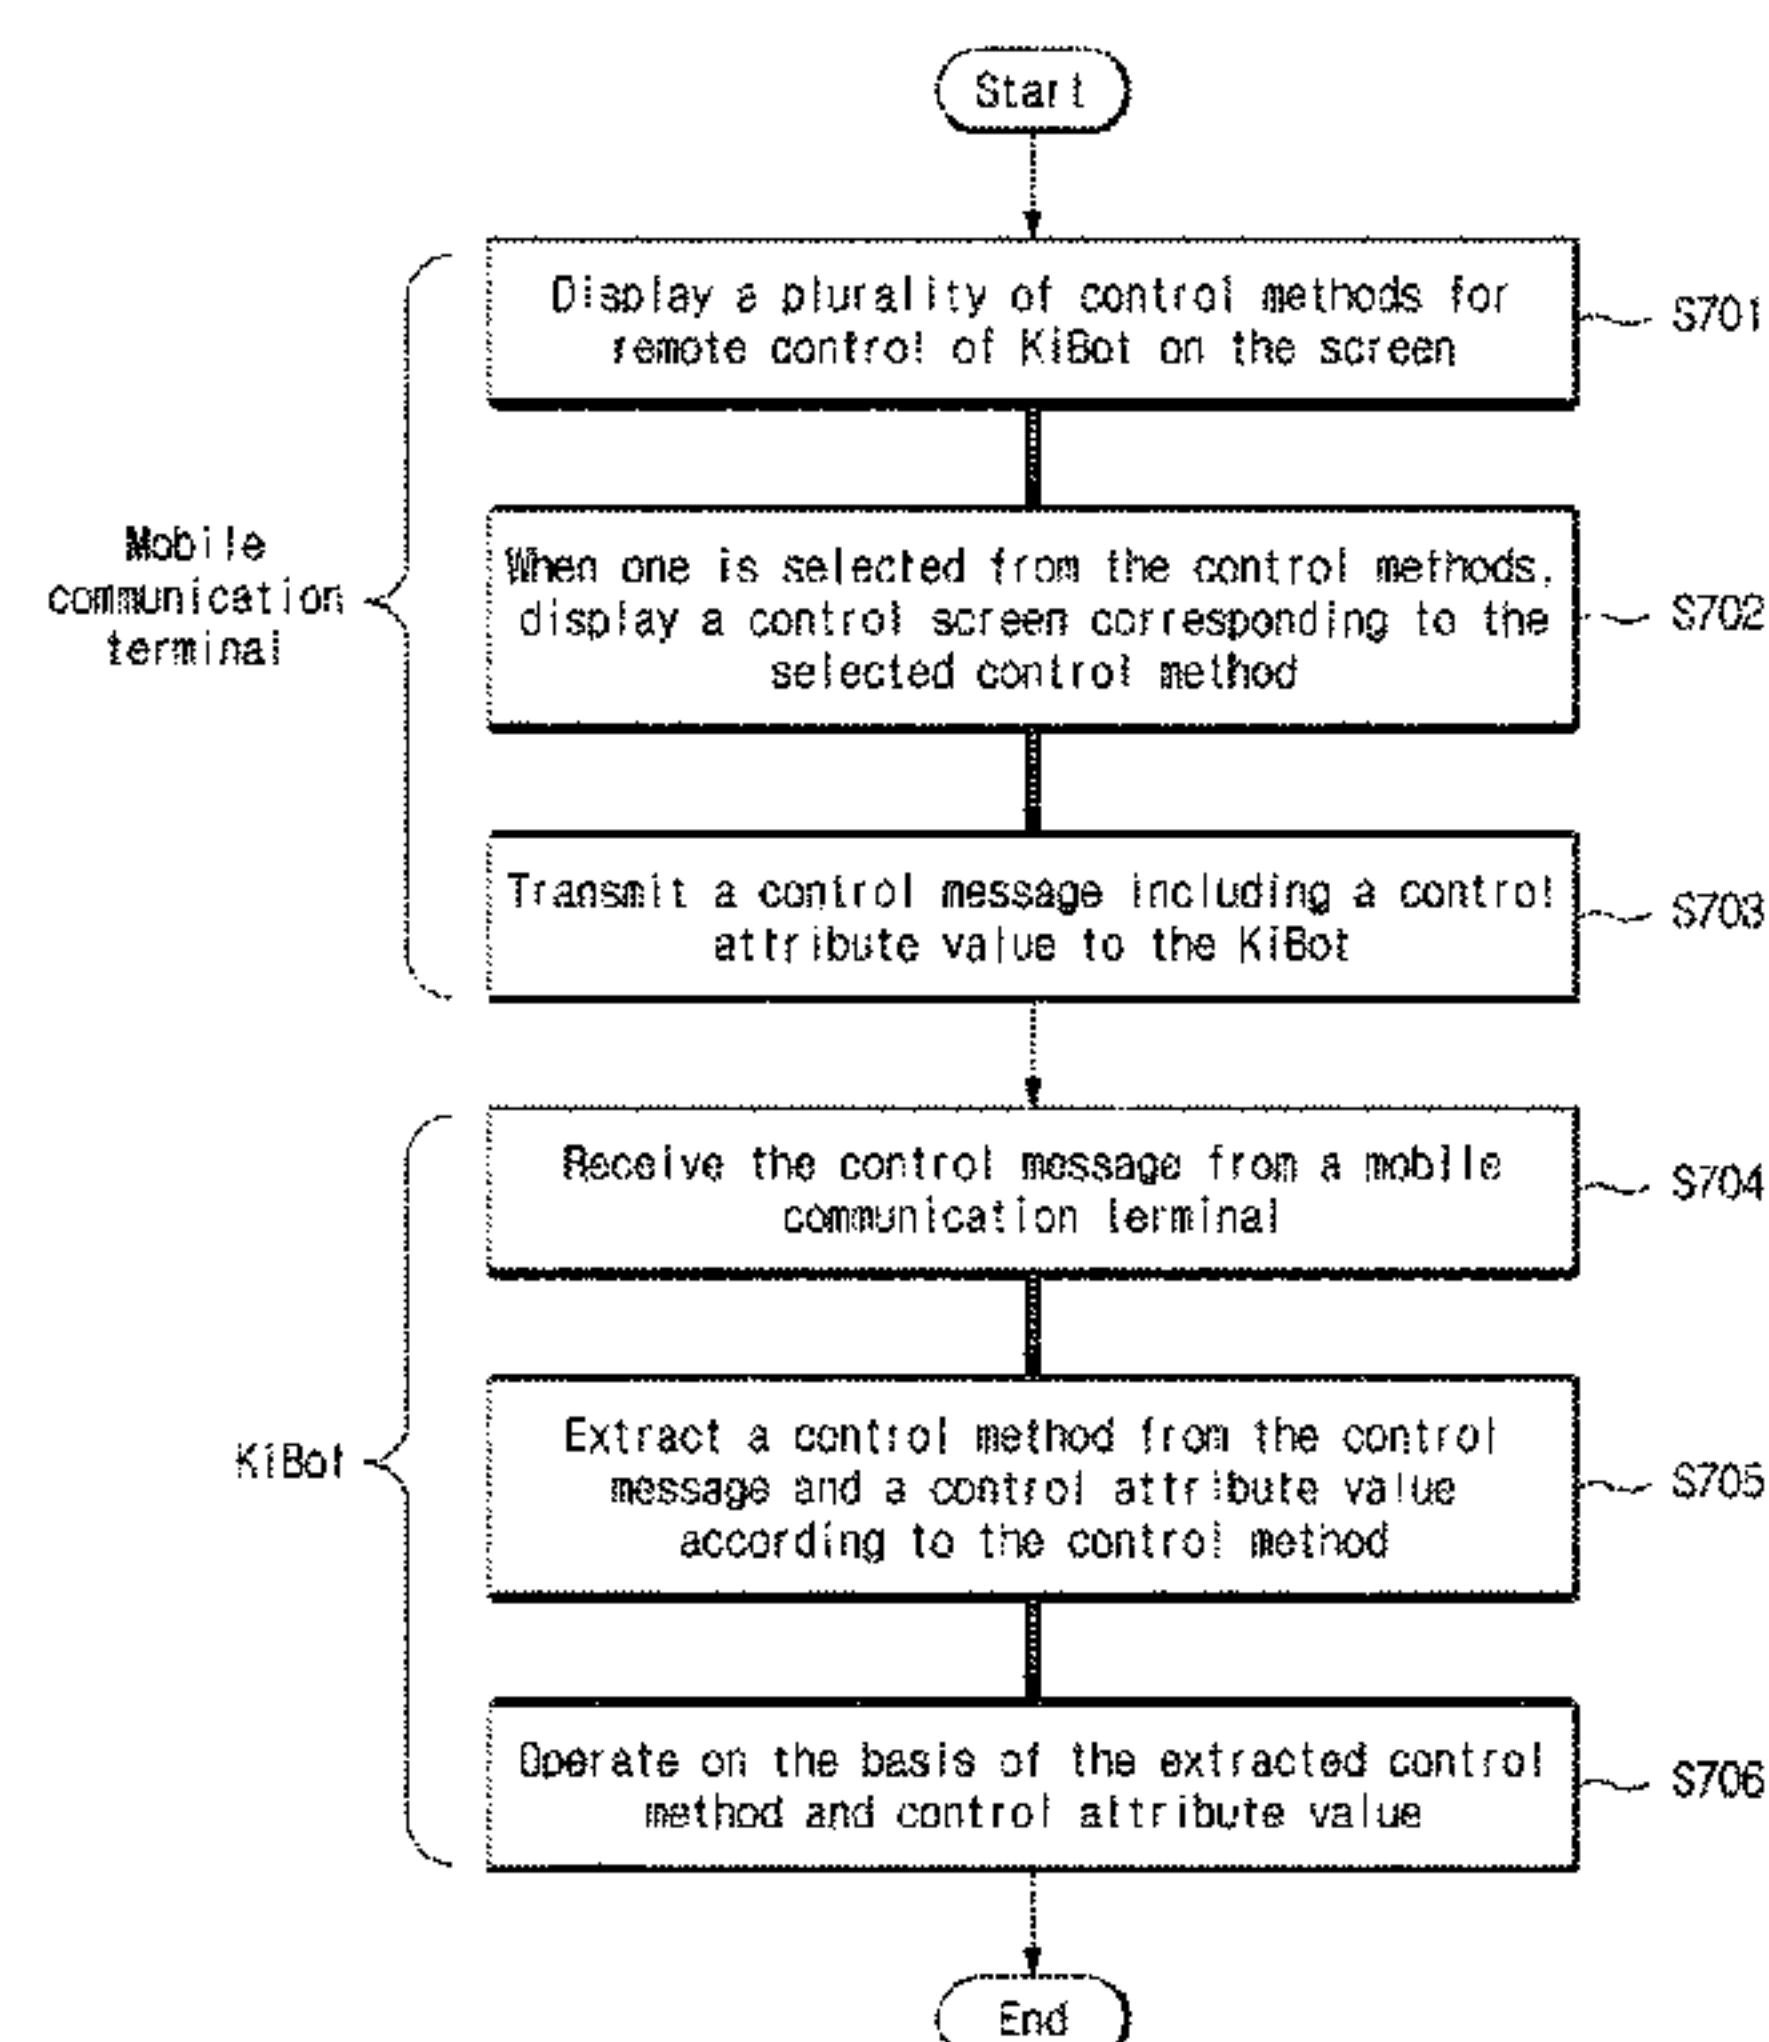 Start
Display a plurality of control methods for
remote control of KiBot on the screen
S701
When one is selected from the control methods,
display a control screen corresponding to the
selected control method
S702
Mobile
communication
terminal
Transmit a control message including a control
attribute value to the KiBot
S703
Receive the control message from a mobile
communication terminal
S704
Extract a control method from the control
message and a control attribute value
according to the control method
S705
KiBot
Operate on the basis of the extracted control
method and control attribute value
S706
End